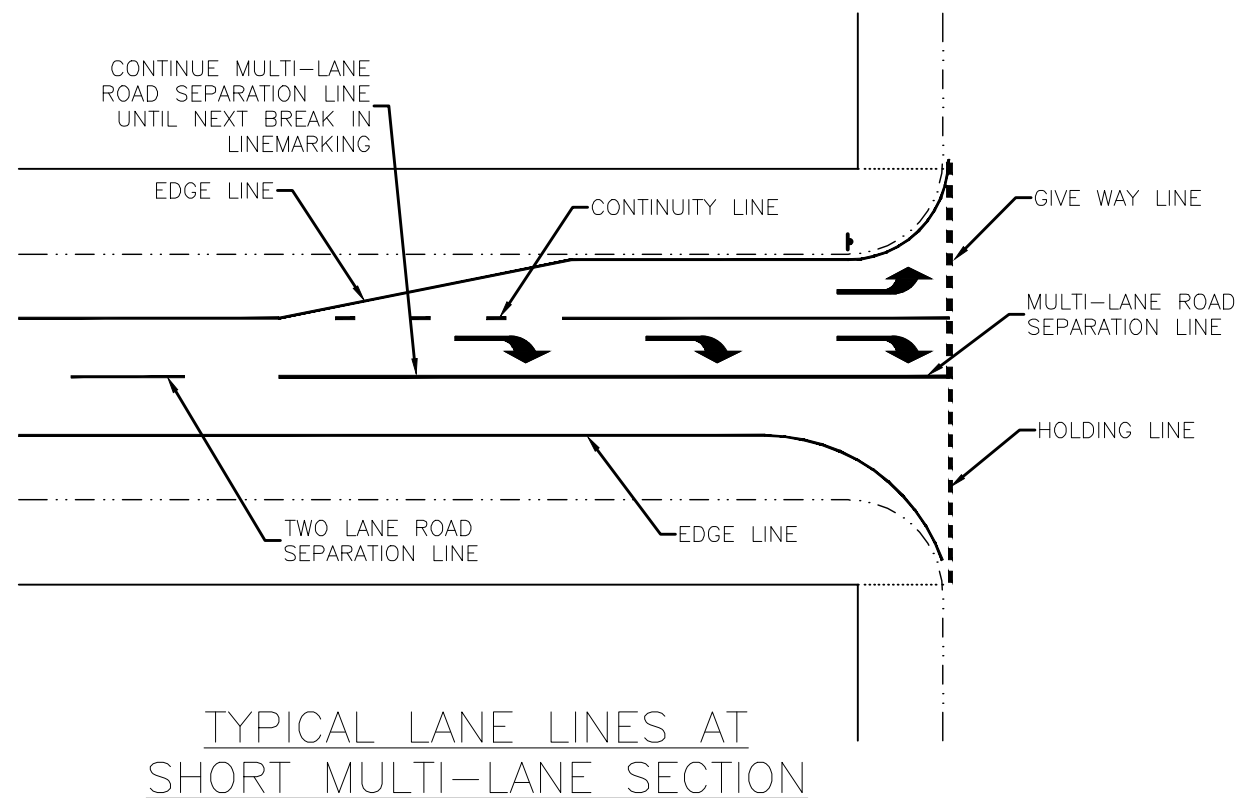 CONTINUE MULTI-LANE
ROAD SEPARATION LINE
UNTIL NEXT BREAK IN
LINEMARKING
EDGE LINE
CONTINUITY LINE
GIVE WAY LINE
MULTI-LANE ROAD
SEPARATION LINE
HOLDING LINE
TWO LANE ROAD
SEPARATION LINE
EDGE LINE
TYPICAL LANE LINES AT
SHORT MULTI-LANE SECTION